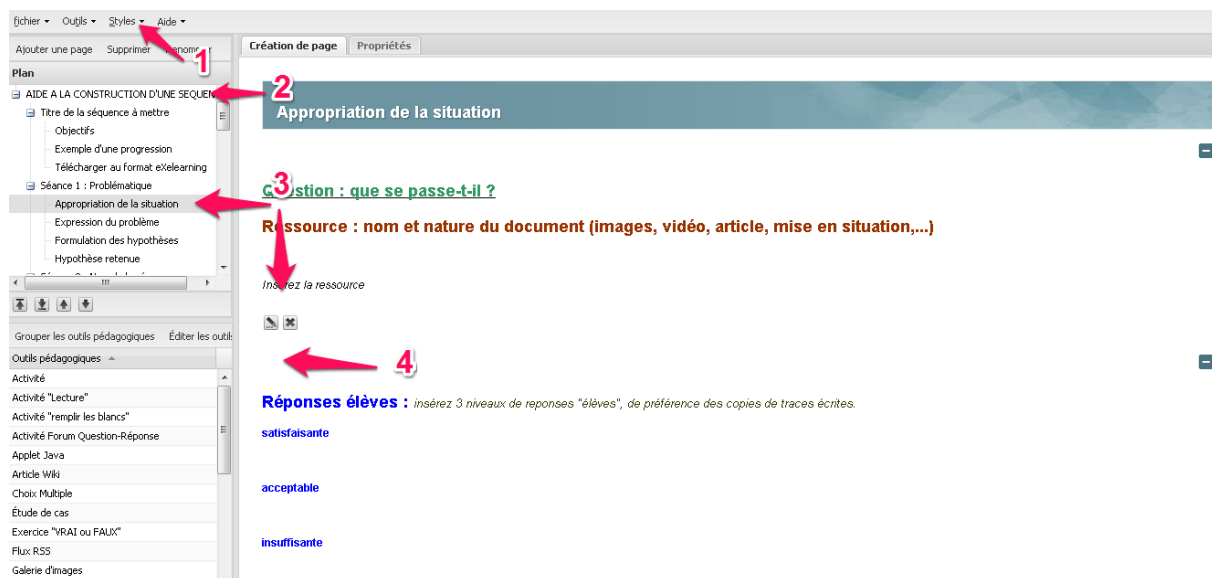 fichier Outils Styles Aide
1
Ajouter une page Supprimer
Création de page Propriétés
Plan
AIDE A LA CONSTRUCTION D'UNE SEQUEN
2
Titre de la séquence à mettre
Objectifs
Exemple d'une progression
Télécharger au format eXelearning
Séance 1 : Problématique
Appropriation de la situation
Expression du problème
Formulation des hypothèses
Hypothèse retenue
Grouper les outils pédagogiques Éditer les outils
Outils pédagogiques
Activité
Activité "Lecture"
Activité "remplir les blancs"
Activité Forum Question-Réponse
Applet Java
Article Wiki
Choix Multiple
Étude de cas
Exercice "VRAI ou FAUX"
Flux RSS
Galerie d'images
Appropriation de la situation
3
Question : que se passe-t-il ?
Ressource : nom et nature du document (images, vidéo, article, mise en situation,...)
Insérez la ressource
4
Réponses élèves : insérez 3 niveaux de reponses "élèves", de préférence des copies de traces écrites.
satisfaisante
acceptable
insuffisante